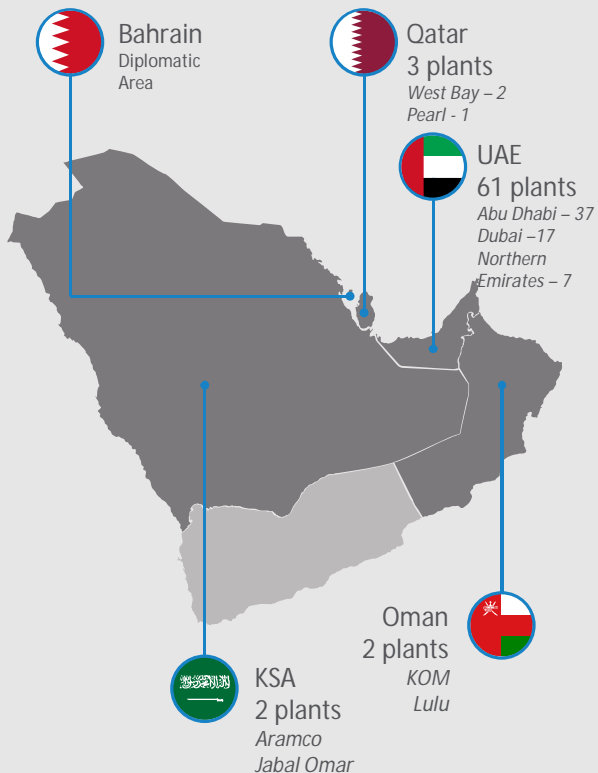 Bahrain
Diplomatic
Area
Qatar
3 plants
West Bay – 2
Pearl - 1
UAE
61 plants
Abu Dhabi – 37
Dubai –17
Northern
Emirates – 7
Oman
2 plants
KOM
Lulu
KSA
2 plants
Aramco
Jabal Omar